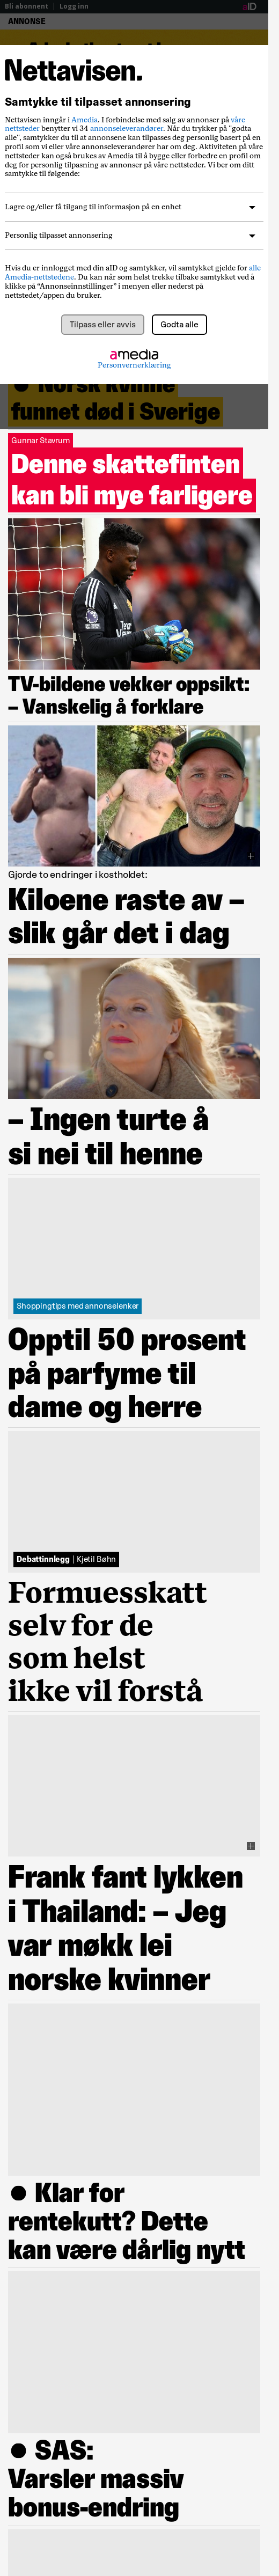 Bli abonnent | Logg inn
aID
ANNONSE
Nettavisen.
Samtykke til tilpasset annonsering
Nettavisen inngår i Amedia. I forbindelse med salg av annonser på våre
nettsteder benytter vi 34 annonseleverandører. Når du trykker på "godta
alle", samtykker du til at annonsene kan tilpasses deg personlig basert på en
profil som vi eller våre annonseleverandører har om deg. Aktiviteten på våre
nettsteder kan også brukes av Amedia til å bygge eller forbedre en profil om
deg for personlig tilpasning av annonser på våre nettsteder. Vi ber om ditt
samtykke til følgende:
Lagre og/eller få tilgang til informasjon på en enhet
Personlig tilpasset annonsering
Hvis du er innlogget med din aID og samtykker, vil samtykket gjelde for alle
Amedia-nettstedene. Du kan når som helst trekke tilbake samtykket ved å
klikke på “Annonseinnstillinger” i menyen eller nederst på
nettstedet/appen du bruker.
Tilpass eller avvis
Godta alle
amedia
Personvernerklæring
Norsk kvinne
funnet død i Sverige
Gunnar Stavrum
Denne skattefinten
kan bli mye farligere
TV-bildene vekker oppsikt:
– Vanskelig å forklare
Gjorde to endringer i kostholdet:
Kiloene raste av –
slik går det i dag
– Ingen turte å
si nei til henne
Shoppingtips med annonselenker
Opptil 50 prosent
på parfyme til
dame og herre
Debattinnlegg | Kjetil Bøhn
Formuesskatt
selv for de
som helst
ikke vil forstå
Frank fant lykken
i Thailand: – Jeg
var møkk lei
norske kvinner
● Klar for
rentekutt? Dette
kan være dårlig nytt
● SAS:
Varsler massiv
bonus-endring